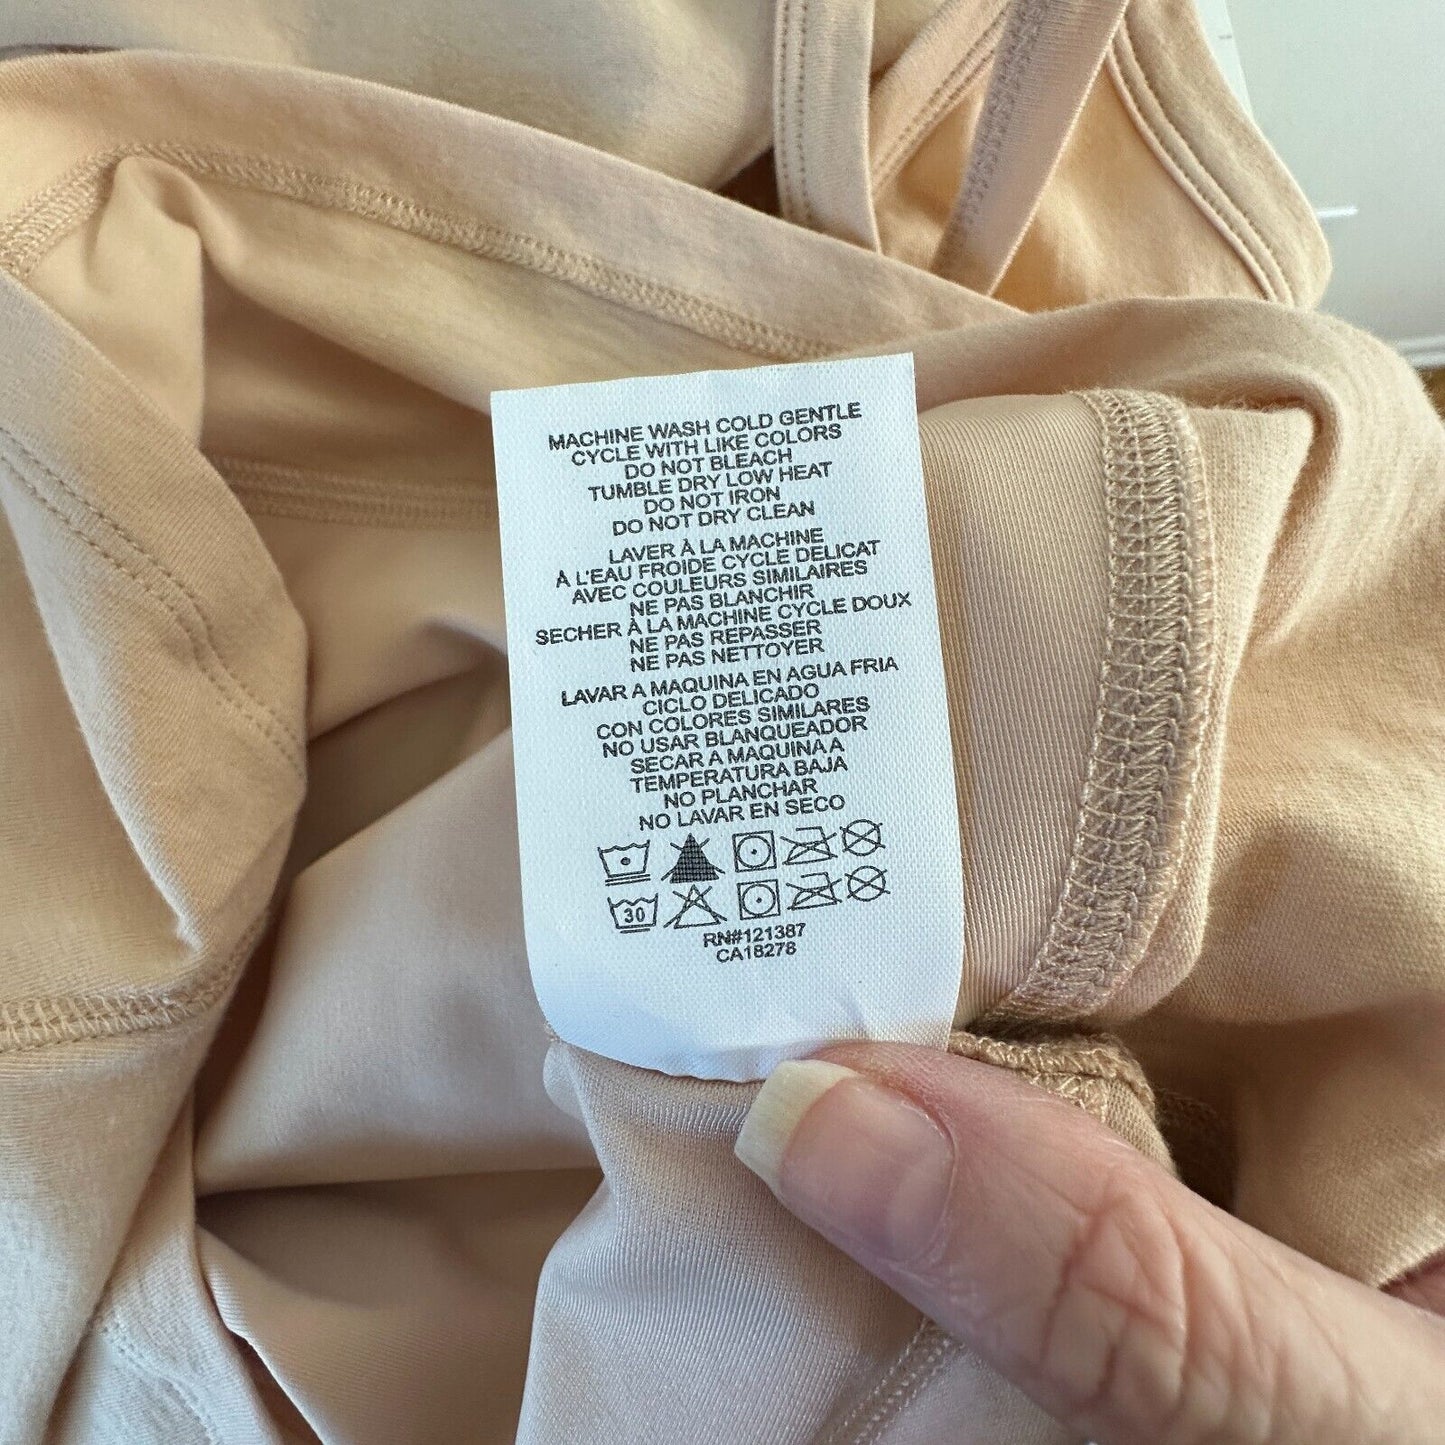 MACHINE WASH COLD GENTLE
CYCLE WITH LIKE COLORS
DO NOT BLEACH
TUMBLE DRY LOW HEAT
DO NOT IRON
DO NOT DRY CLEAN
LAVER À LA MACHINE
À L'EAU FROIDE CYCLE DELICAT
AVEC COULEURS SIMILAIRES
NE PAS BLANCHIR
SECHER À LA MACHINE CYCLE DOUX
NE PAS REPASSER
NE PAS NETTOYER
LAVAR A MAQUINA EN AGUA FRIA
CICLO DELICADO
CON COLORES SIMILARES
NO USAR BLANQUEADOR
SECAR A MAQUINA A
TEMPERATURA BAJA
NO PLANCHAR
NO LAVAR EN SECO
30
RN#121387
CA18278